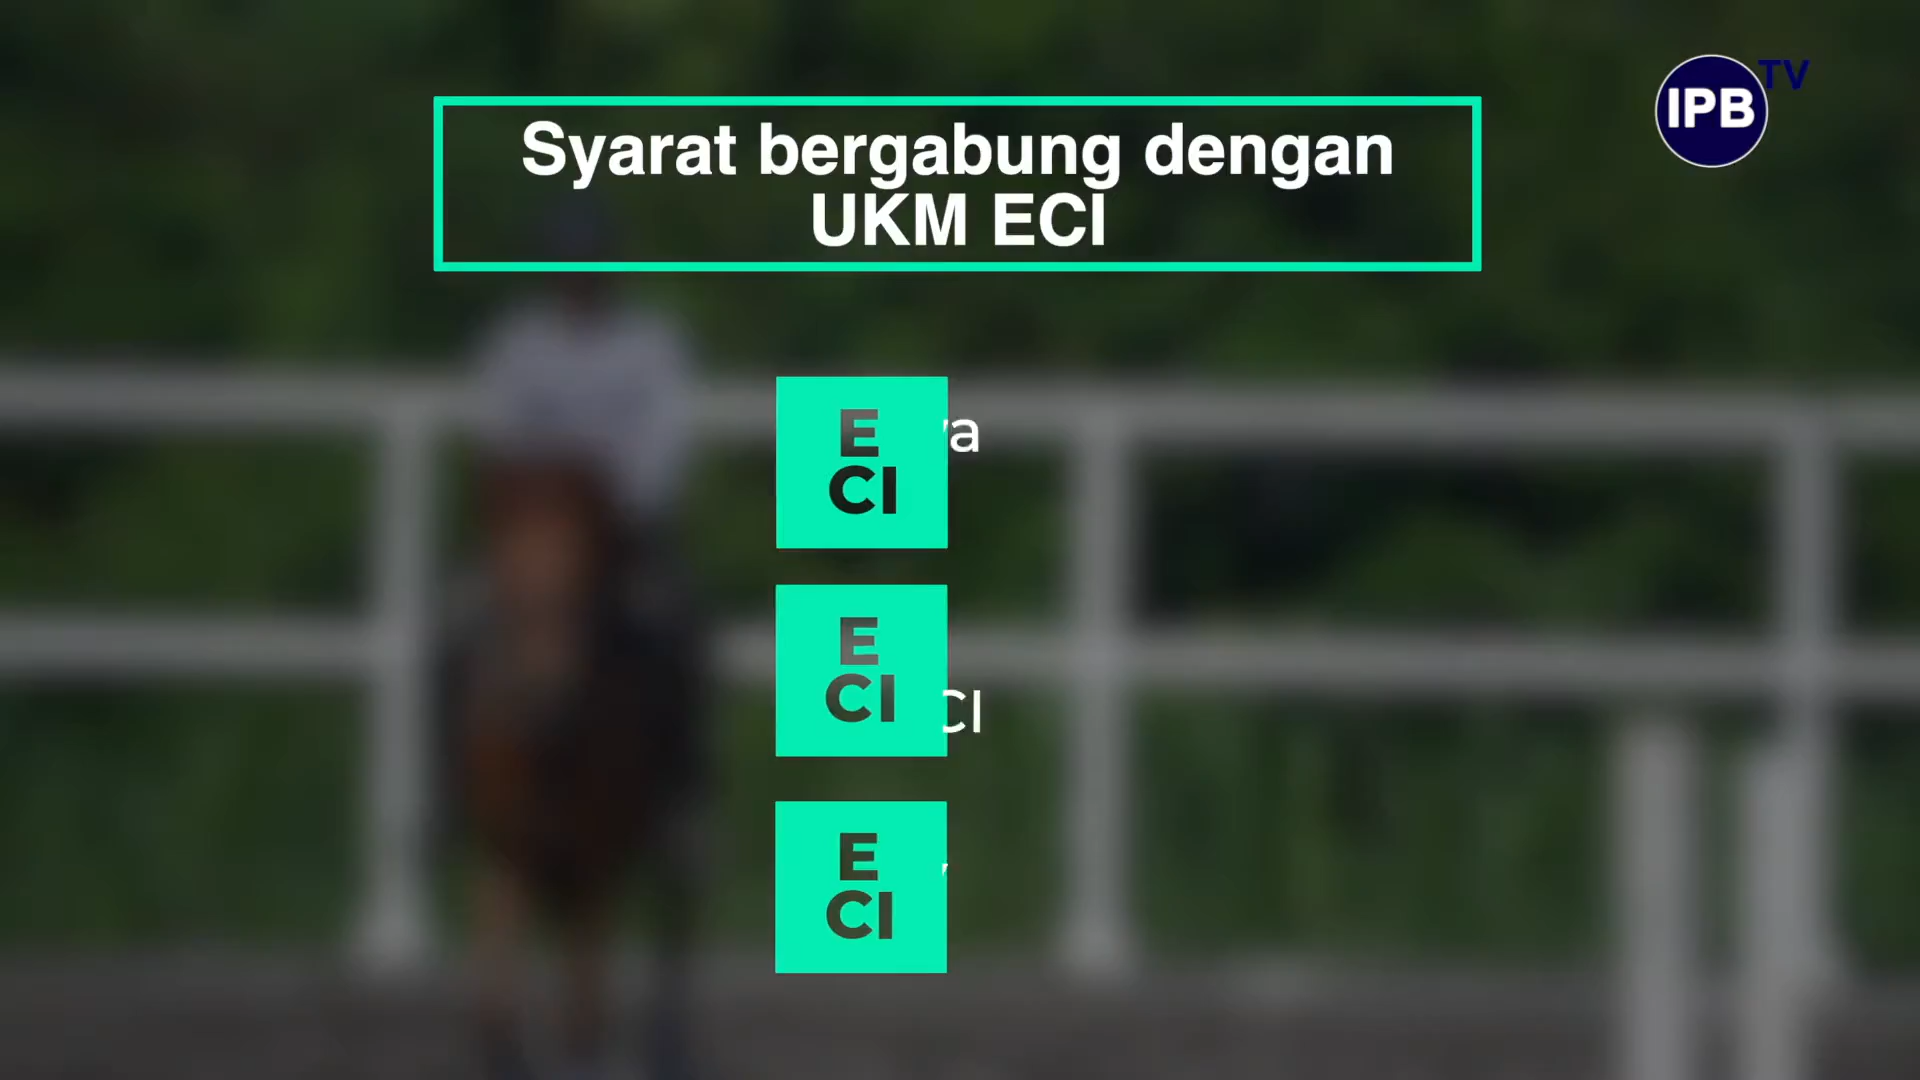 IPB TV
Syarat bergabung dengan
UKM ECI
E
CI
E
CI
E
CI